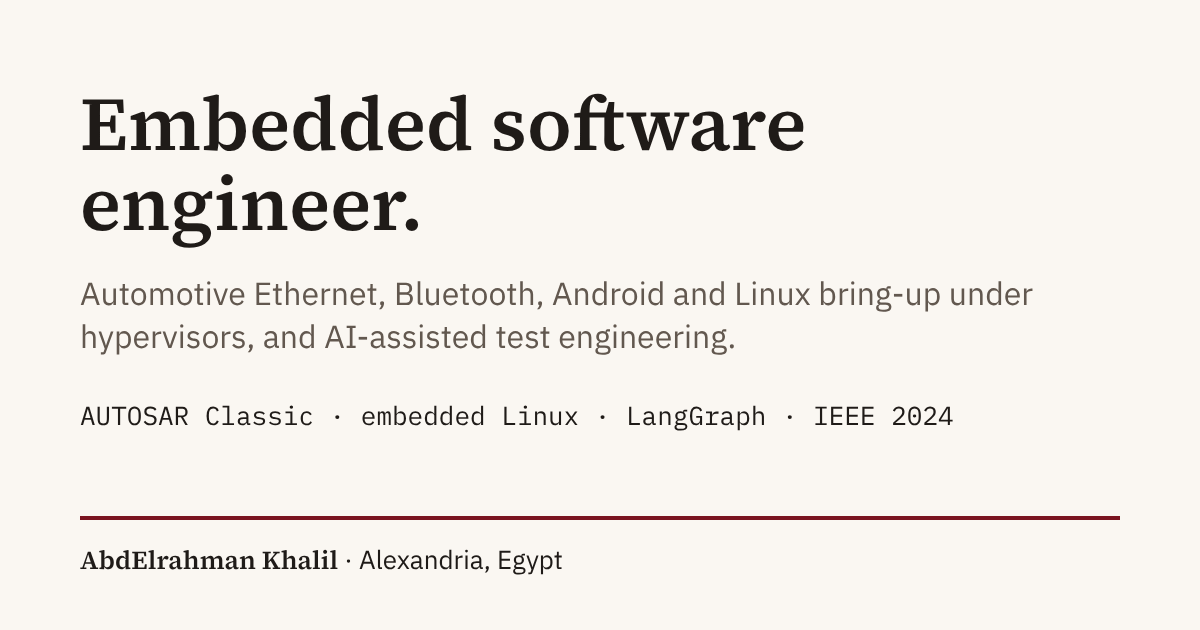 Embedded software
engineer.
Automotive Ethernet, Bluetooth, Android and Linux bring-up under
hypervisors, and AI-assisted test engineering.
AUTOSAR Classic · embedded Linux · LangGraph · IEEE 2024
AbdElrahman Khalil · Alexandria, Egypt